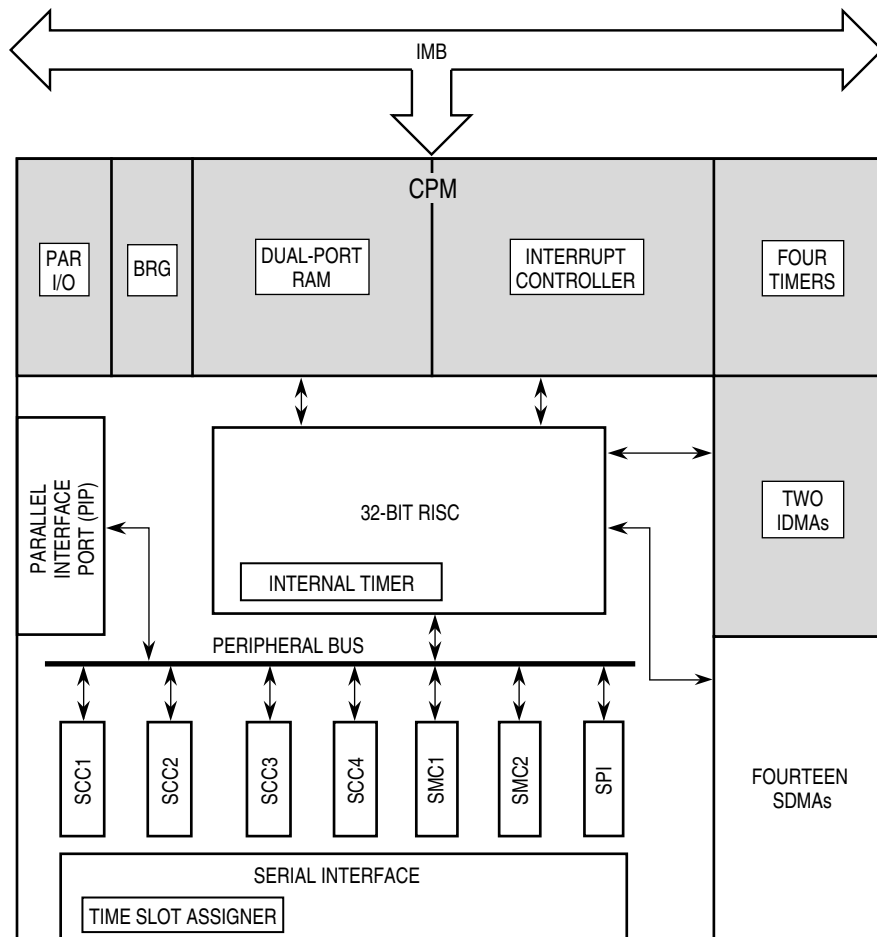 IMB
CPM
PAR
I/O
BRG
DUAL-PORT
RAM
INTERRUPT
CONTROLLER
FOUR
TIMERS
PARALLEL
INTERFACE
PORT (PIP)
32-BIT RISC
INTERNAL TIMER
TWO
IDMAs
PERIPHERAL BUS
SCC1
SCC2
SCC3
SCC4
SMC1
SMC2
SPI
FOURTEEN
SDMAs
SERIAL INTERFACE
TIME SLOT ASSIGNER